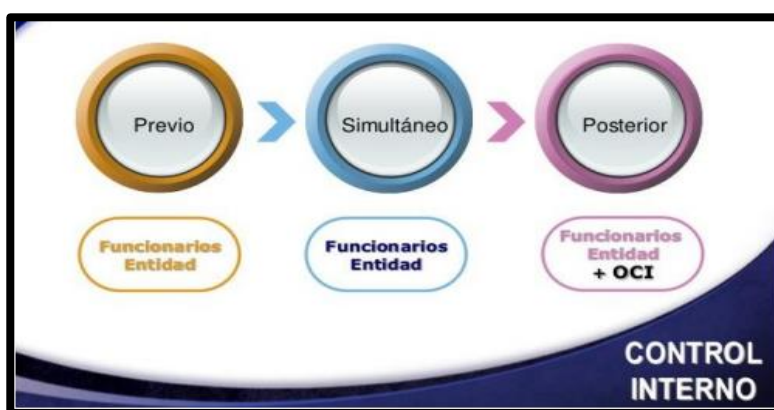 Previo
Simultáneo
Posterior
Funcionarios
Entidad
Funcionarios
Entidad
Funcionarios
Entidad
+ OCI
CONTROL
INTERNO